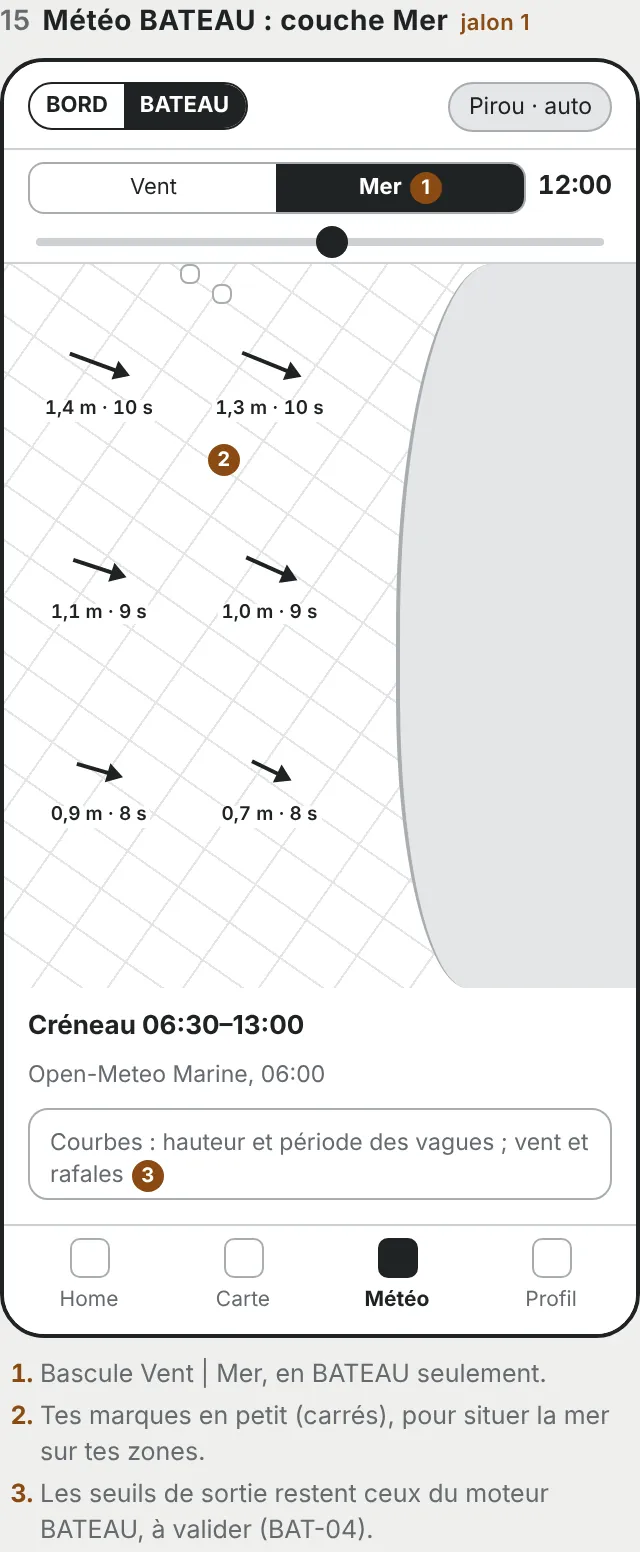 15 Météo BATEAU : couche Mer jalon 1
BORD BATEAU Pirou · auto
Vent Mer 1 12:00
1,4 m · 10 s 1,3 m · 10 s
2
1,1 m · 9 s 1,0 m · 9 s
0,9 m · 8 s 0,7 m · 8 s
Créneau 06:30–13:00
Open-Meteo Marine, 06:00
Courbes : hauteur et période des vagues ; vent et
rafales 3
Home Carte Météo Profil
1. Bascule Vent | Mer, en BATEAU seulement.
2. Tes marques en petit (carrés), pour situer la mer
sur tes zones.
3. Les seuils de sortie restent ceux du moteur
BATEAU, à valider (BAT-04).